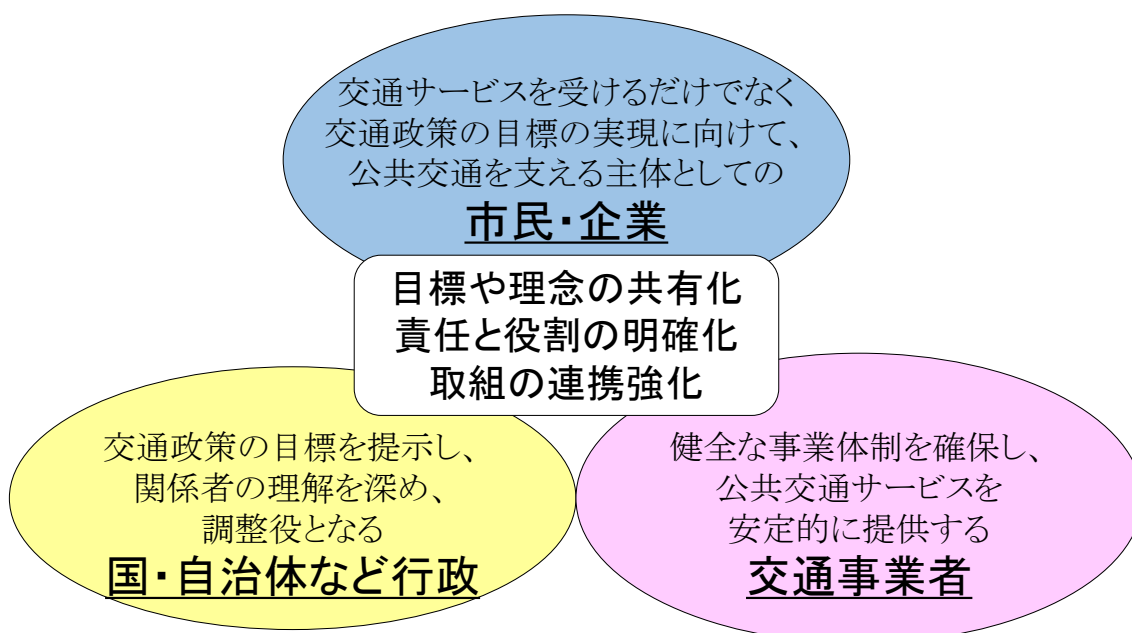 交通サービスを受けるだけでなく
交通政策の目標の実現に向けて、
公共交通を支える主体としての
市民・企業
目標や理念の共有化
責任と役割の明確化
取組の連携強化
交通政策の目標を提示し、
関係者の理解を深め、
調整役となる
国・自治体など行政
健全な事業体制を確保し、
公共交通サービスを
安定的に提供する
交通事業者